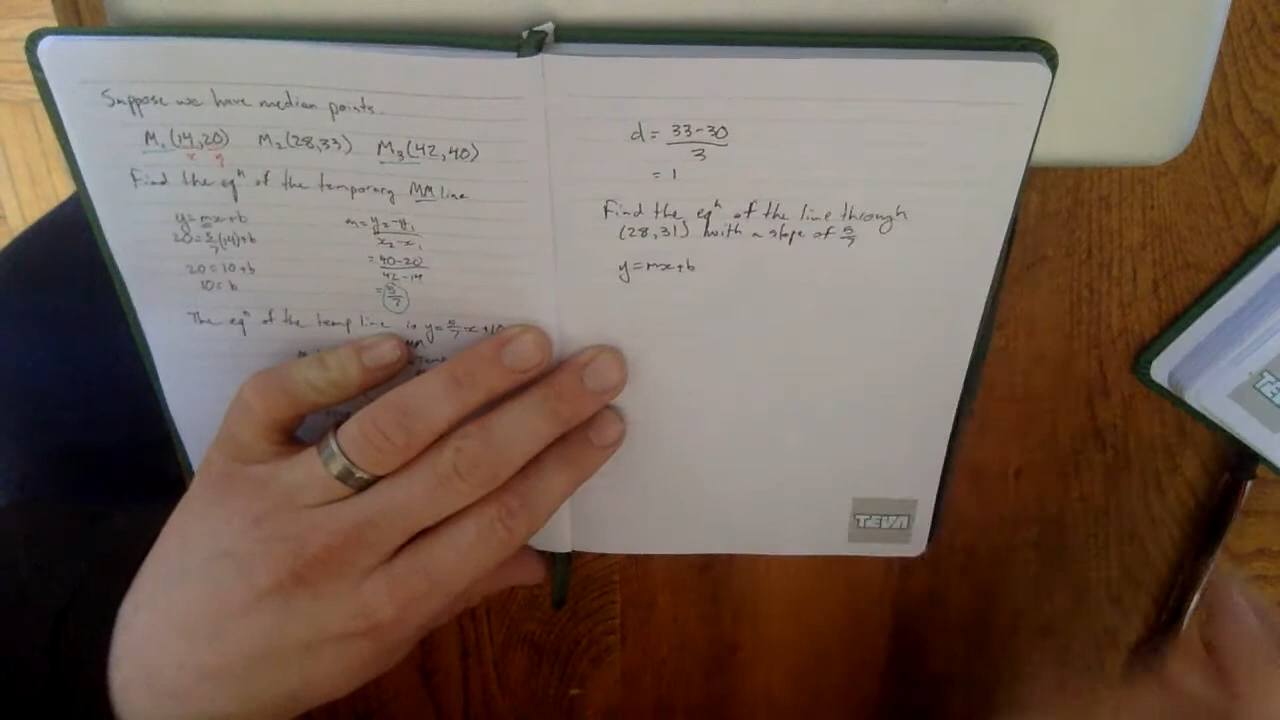 Suppose we have median points.
M₁(14,20) M₂(28,33) M₃(42,40)
x y
Find the eqⁿ of the temporary MM line
y=mx+b
20=5/7(14)+b
20=10+b
10=b
m=y₂-y₁/x₂-x₁
=40-20/42-14
=5/7
The eqⁿ of the temp line is y=5/7x+10
d=33-30/3
=1
Find the eqⁿ of the line through
(28,31) with a slope of 5/7
y=mx+b
TEVA